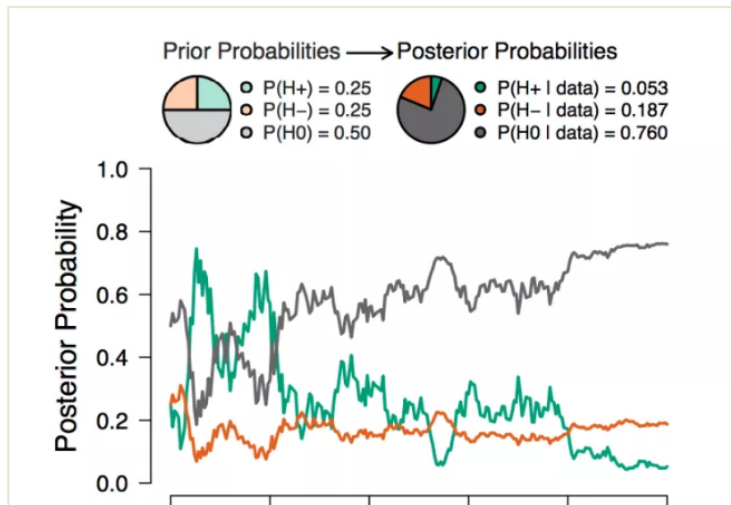 Prior Probabilities → Posterior Probabilities
P(H+) = 0.25
P(H−) = 0.25
P(H0) = 0.50
P(H+ | data) = 0.053
P(H− | data) = 0.187
P(H0 | data) = 0.760
Posterior Probability
1.0
0.8
0.6
0.4
0.2
0.0